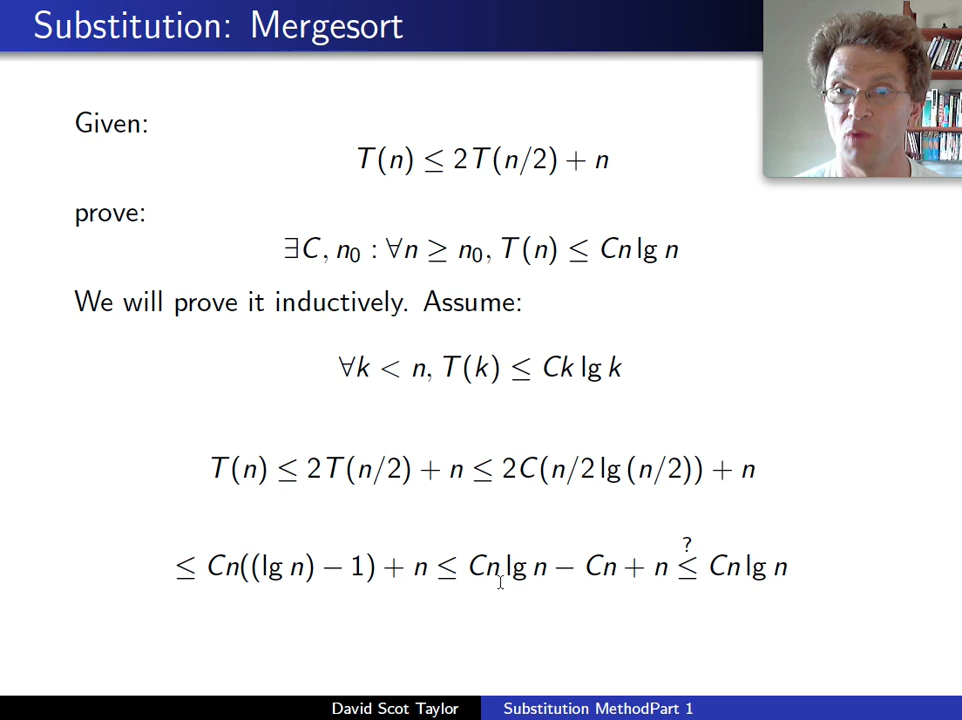 Substitution: Mergesort
Given:
T(n) ≤ 2T(n/2) + n
prove:
∃C, n₀ : ∀n ≥ n₀, T(n) ≤ Cn lg n
We will prove it inductively. Assume:
∀k < n, T(k) ≤ Ck lg k
T(n) ≤ 2T(n/2) + n ≤ 2C(n/2 lg (n/2)) + n
≤ Cn((lg n) − 1) + n ≤ Cn lg n − Cn + n ≤? Cn lg n
David Scot Taylor
Substitution MethodPart 1